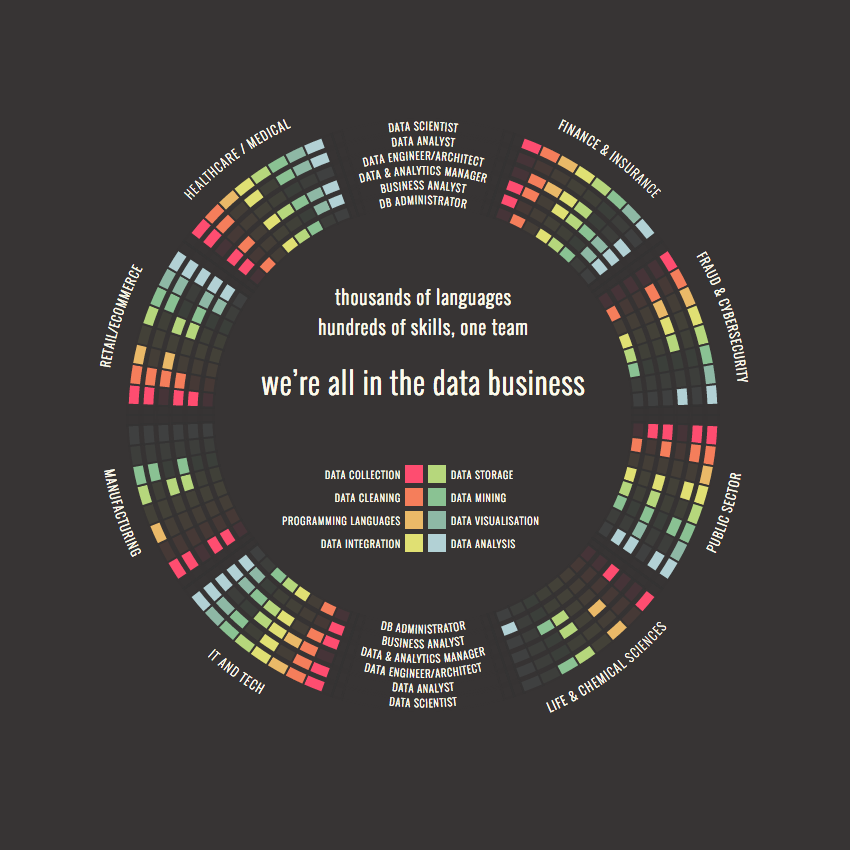 HEALTHCARE / MEDICAL
DATA SCIENTIST
DATA ANALYST
DATA ENGINEER/ARCHITECT
DATA & ANALYTICS MANAGER
BUSINESS ANALYST
DB ADMINISTRATOR
FINANCE & INSURANCE
RETAIL/ECOMMERCE
FRAUD & CYBERSECURITY
thousands of languages
hundreds of skills, one team
we're all in the data business
MANUFACTURING
DATA COLLECTION
DATA STORAGE
DATA CLEANING
DATA MINING
PROGRAMMING LANGUAGES
DATA VISUALISATION
DATA INTEGRATION
DATA ANALYSIS
PUBLIC SECTOR
IT AND TECH
DB ADMINISTRATOR
BUSINESS ANALYST
DATA & ANALYTICS MANAGER
DATA ENGINEER/ARCHITECT
DATA ANALYST
DATA SCIENTIST
LIFE & CHEMICAL SCIENCES